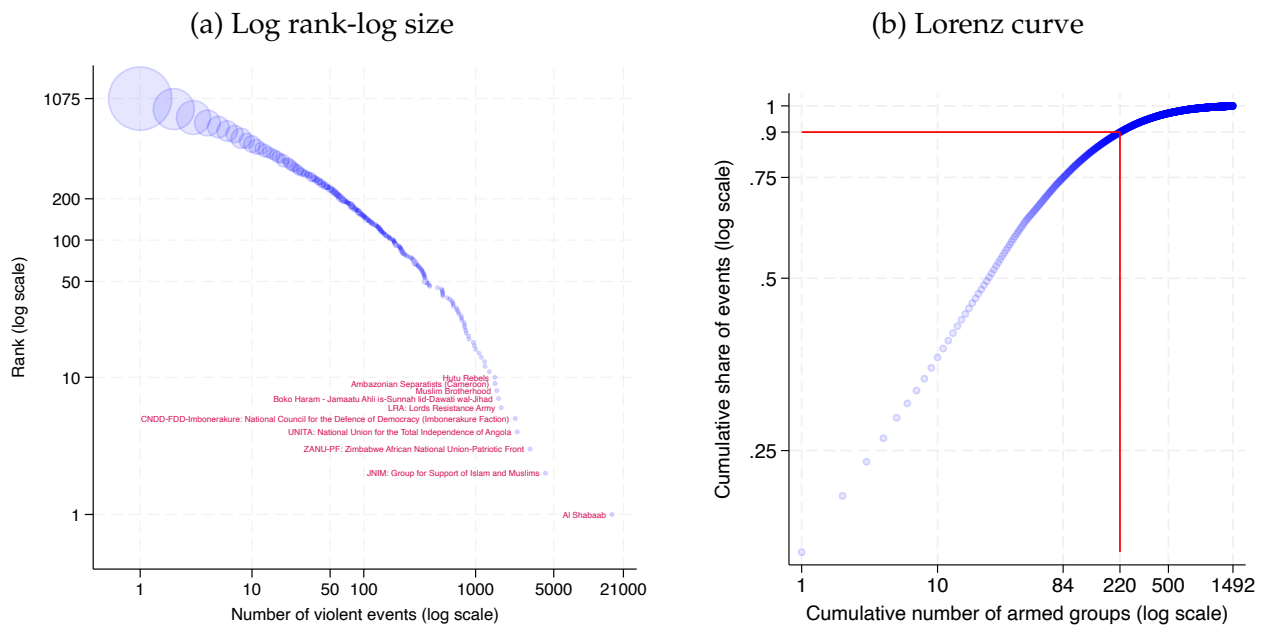 (a) Log rank-log size
Rank (log scale)
1075
200
100
50
10
1
Hutu Rebels
Ambazonian Separatists (Cameroon)
Muslim Brotherhood
Boko Haram - Jamaatu Ahli is-Sunnah lid-Dawati wal-Jihad
LRA: Lords Resistance Army
CNDD-FDD-Imbonerakure: National Council for the Defence of Democracy (Imbonerakure Faction)
UNITA: National Union for the Total Independence of Angola
ZANU-PF: Zimbabwe African National Union-Patriotic Front
JNIM: Group for Support of Islam and Muslims
Al Shabaab
1 10 50 100 1000 5000 21000
Number of violent events (log scale)
(b) Lorenz curve
Cumulative share of events (log scale)
1
.9
.75
.5
.25
1 10 84 220 500 1492
Cumulative number of armed groups (log scale)